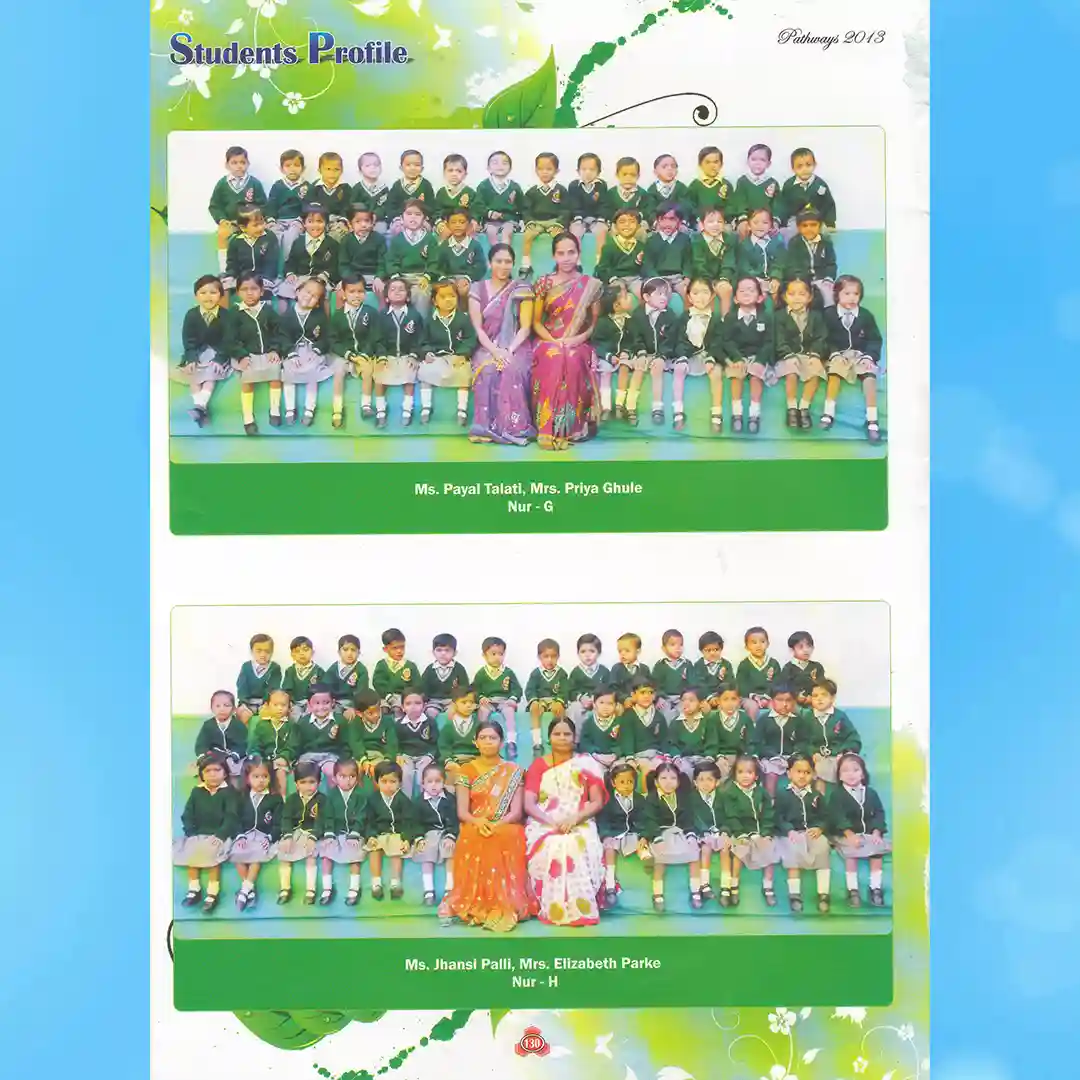 Students Profile
Pathways 2013
Ms. Payal Talati, Mrs. Priya Ghule
Nur - G
Ms. Jhansi Palli, Mrs. Elizabeth Parke
Nur - H
130